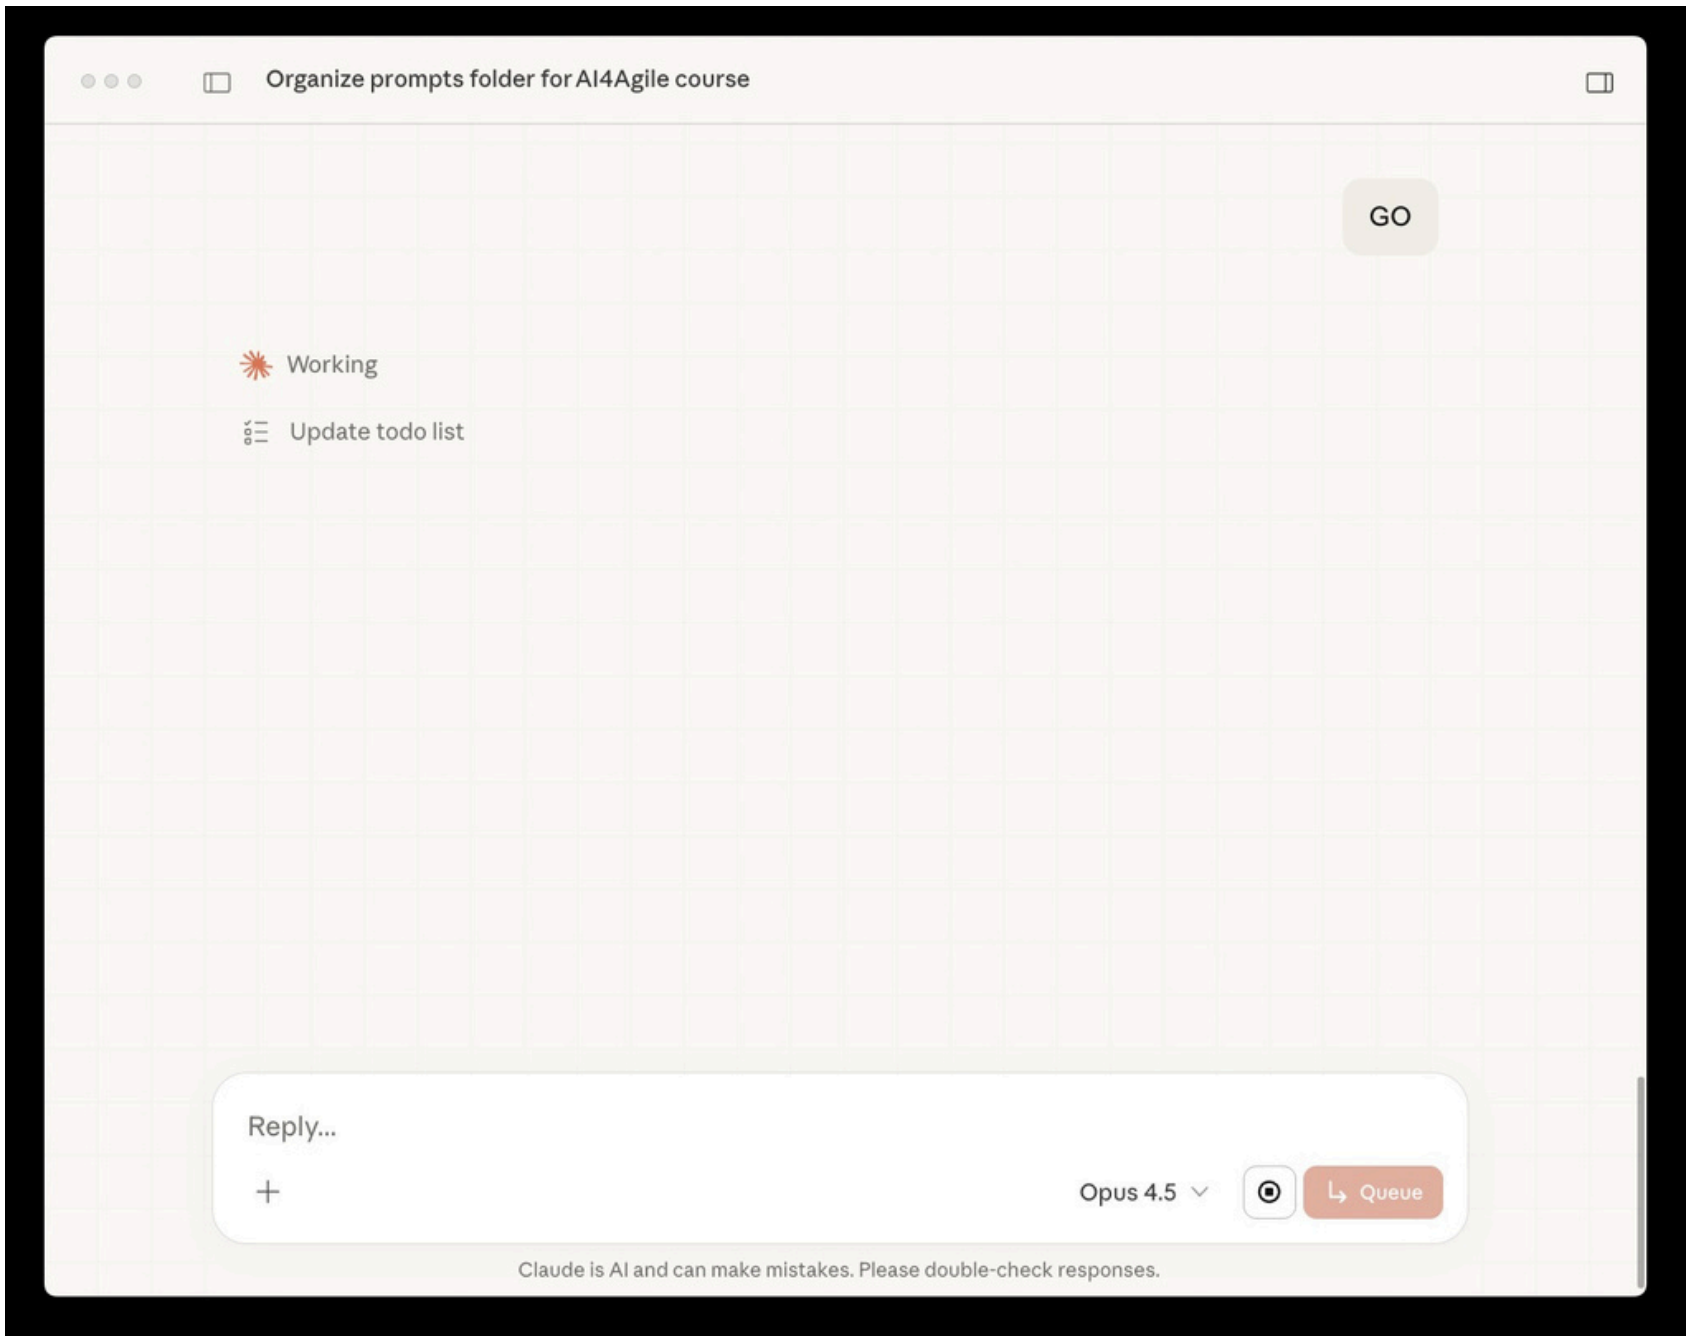 Organize prompts folder for AI4Agile course
GO
Working
Update todo list
Reply...
Opus 4.5
Queue
Claude is AI and can make mistakes. Please double-check responses.